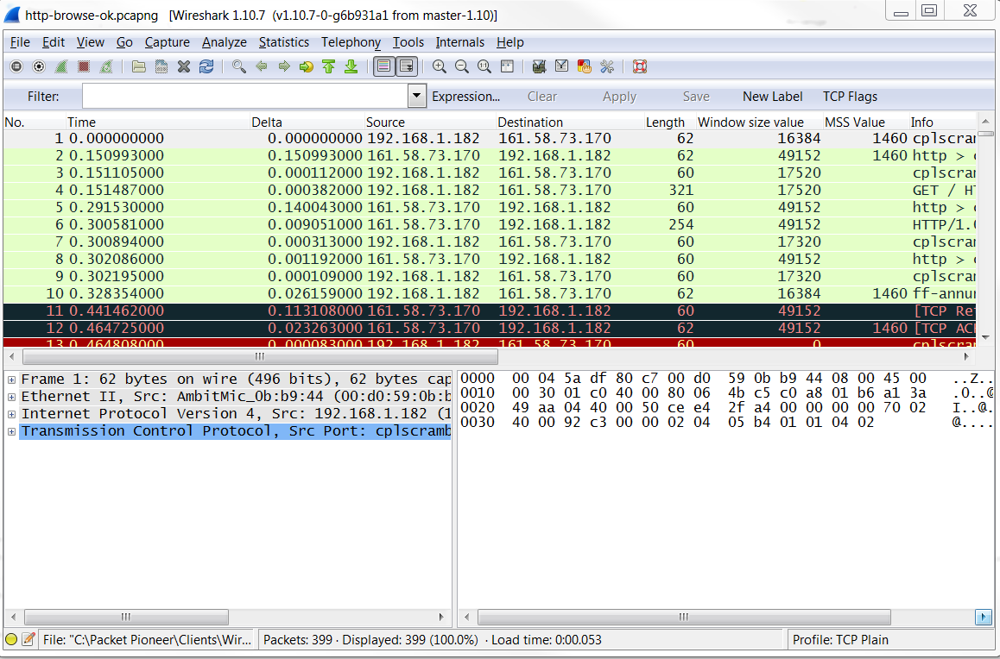 http-browse-ok.pcapng [Wireshark 1.10.7 (v1.10.7-0-g6b931a1 from master-1.10)]
File Edit View Go Capture Analyze Statistics Telephony Tools Internals Help
Filter: Expression... Clear Apply Save New Label TCP Flags
No. Time Delta Source Destination Length Window size value MSS Value Info
1 0.000000000 0.000000000 192.168.1.182 161.58.73.170 62 16384 1460 cplscran
2 0.150993000 0.150993000 161.58.73.170 192.168.1.182 62 49152 1460 http > c
3 0.151105000 0.000112000 192.168.1.182 161.58.73.170 60 17520 cplscran
4 0.151487000 0.000382000 192.168.1.182 161.58.73.170 321 17520 GET / HT
5 0.291530000 0.140043000 161.58.73.170 192.168.1.182 60 49152 http > c
6 0.300581000 0.009051000 161.58.73.170 192.168.1.182 254 49152 HTTP/1.0
7 0.300894000 0.000313000 192.168.1.182 161.58.73.170 60 17320 cplscran
8 0.302086000 0.001192000 161.58.73.170 192.168.1.182 60 49152 http > c
9 0.302195000 0.000109000 192.168.1.182 161.58.73.170 60 17320 cplscran
10 0.328354000 0.026159000 192.168.1.182 161.58.73.170 62 16384 1460 ff-annun
11 0.441462000 0.113108000 161.58.73.170 192.168.1.182 60 49152 [TCP Ret
12 0.464725000 0.023263000 161.58.73.170 192.168.1.182 62 49152 1460 [TCP ACK
13 0.464808000 0.000083000 192.168.1.182 161.58.73.170 60 0 cplscran
Frame 1: 62 bytes on wire (496 bits), 62 bytes cap
Ethernet II, Src: AmbitMic_0b:b9:44 (00:d0:59:0b:b
Internet Protocol Version 4, Src: 192.168.1.182 (1
Transmission Control Protocol, Src Port: cplscramb
0000 00 04 5a df 80 c7 00 d0 59 0b b9 44 08 00 45 00 ..Z...
0010 00 30 01 c0 40 00 80 06 4b c5 c0 a8 01 b6 a1 3a .0..@
0020 49 aa 04 40 00 50 ce e4 2f a4 00 00 00 00 70 02 I..@.
0030 40 00 92 c3 00 00 02 04 05 b4 01 01 04 02 @....
File: "C:\Packet Pioneer\Clients\Wir... Packets: 399 · Displayed: 399 (100.0%) · Load time: 0:00.053 Profile: TCP Plain